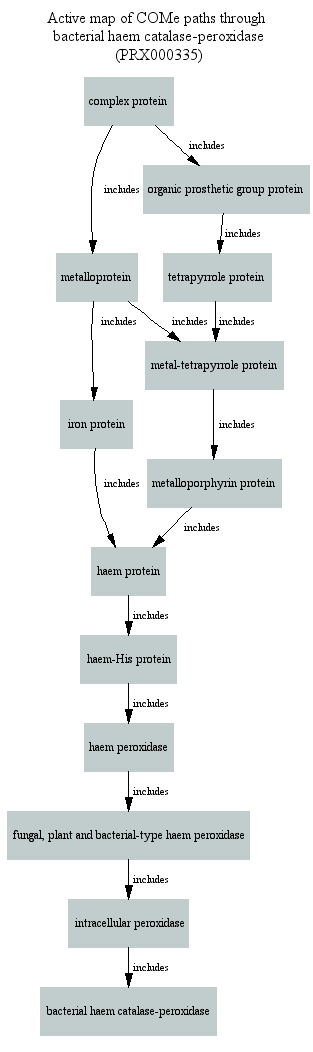 Active map of COMe paths through
bacterial haem catalase-peroxidase
(PRX000335)
complex protein
includes
organic prosthetic group protein
includes
includes
metalloprotein
tetrapyrrole protein
includes
includes
includes
metal-tetrapyrrole protein
iron protein
includes
includes
metalloporphyrin protein
includes
haem protein
includes
haem-His protein
includes
haem peroxidase
includes
fungal, plant and bacterial-type haem peroxidase
includes
intracellular peroxidase
includes
bacterial haem catalase-peroxidase